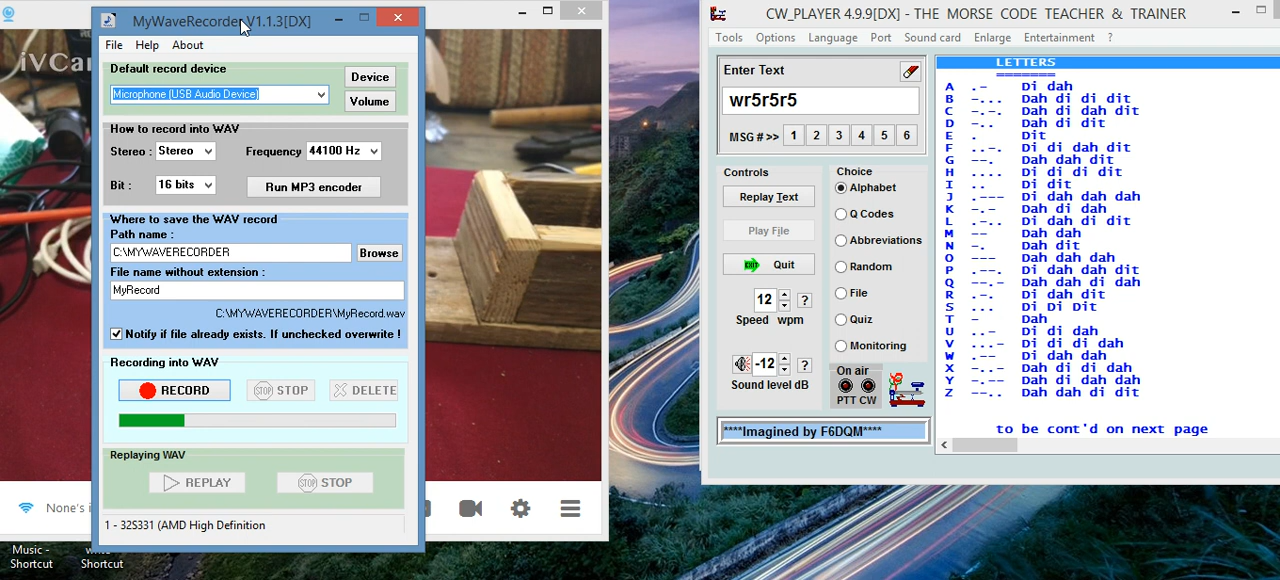 MyWaveRecorder V1.1.3[DX]
File Help About
Default record device
Microphone (USB Audio Device)
Device
Volume
How to record into WAV
Stereo : Stereo Frequency 44100 Hz
Bit : 16 bits Run MP3 encoder
Where to save the WAV record
Path name :
C:\MYWAVERECORDER Browse
File name without extension :
MyRecord
C:\MYWAVERECORDER\MyRecord.wav
Notify if file already exists. If unchecked overwrite !
Recording into WAV
RECORD STOP STOP DELETE
Replaying WAV
REPLAY STOP STOP
1 - 32S331 (AMD High Definition
iVCa
None's
Music -
Shortcut
Shortcut
CW_PLAYER 4.9.9[DX] - THE MORSE CODE TEACHER & TRAINER
Tools Options Language Port Sound card Enlarge Entertainment ?
Enter Text
wr5r5r5
MSG # >> 1 2 3 4 5 6
Controls
Replay Text
Play File
EXIT Quit
12 ?
Speed wpm
-12 ?
Sound level dB
Choice
Alphabet
Q Codes
Abbreviations
Random
File
Quiz
Monitoring
On air
PTT CW
****Imagined by F6DQM****
LETTERS
=======
A .- Di dah
B -... Dah di di dit
C -.-. Dah di dah dit
D -.. Dah di dit
E . Dit
F ..-. Di di dah dit
G --. Dah dah dit
H .... Di di di dit
I .. Di dit
J .--- Di dah dah dah
K -.- Dah di dah
L .-.. Di dah di dit
M -- Dah dah
N -. Dah dit
O --- Dah dah dah
P .--. Di dah dah dit
Q --.- Dah dah di dah
R .-. Di dah dit
S ... Di Di Dit
T - Dah
U ..- Di di dah
V ...- Di di di dah
W .-- Di dah dah
X -..- Dah di di dah
Y -.-- Dah di dah dah
Z --.. Dah dah di dit
to be cont'd on next page